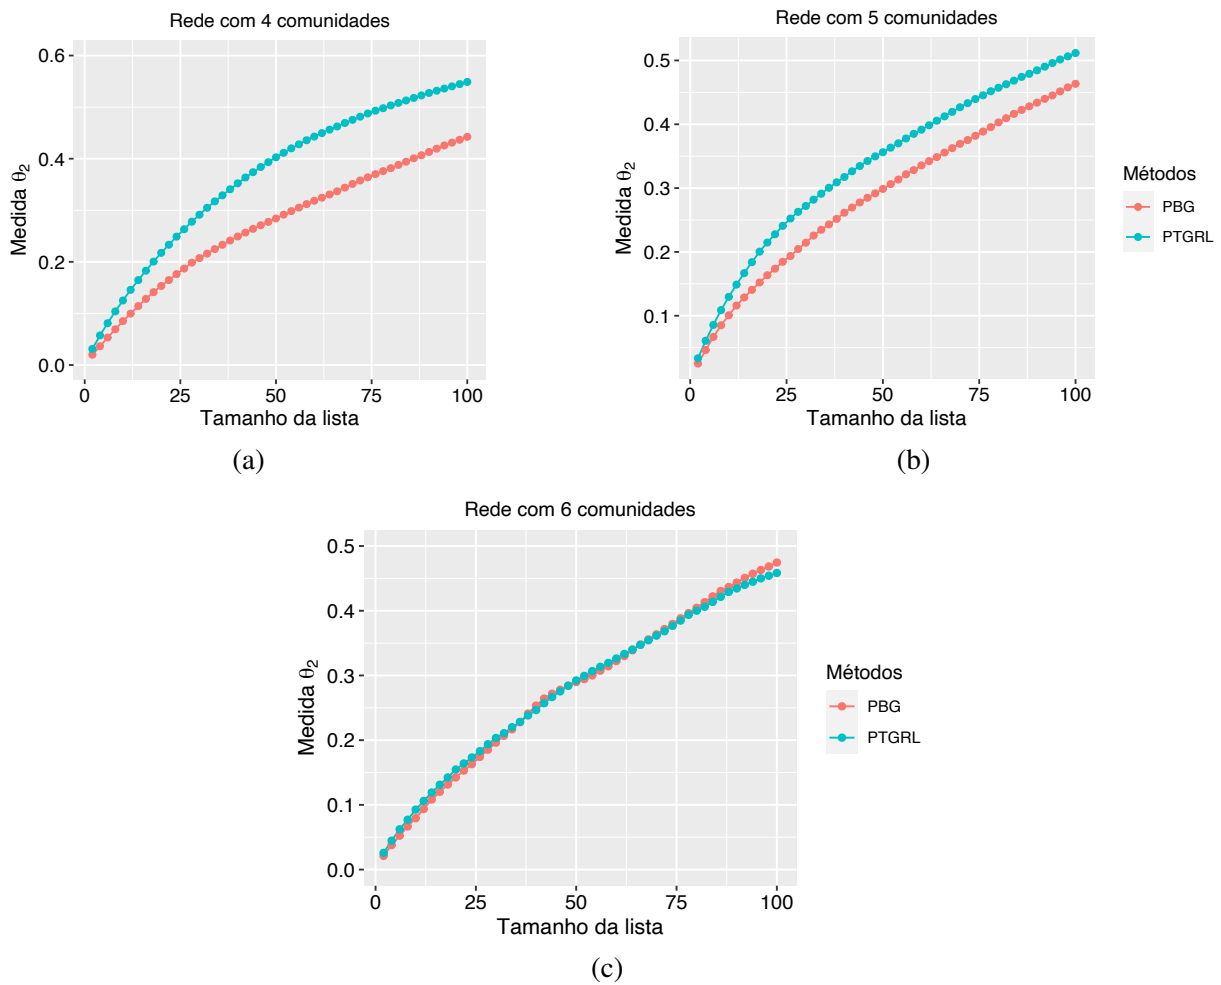 Rede com 4 comunidades
Medida θ2
0.6
0.4
0.2
0.0
0 25 50 75 100
Tamanho da lista
(a)
Rede com 5 comunidades
Medida θ2
0.5
0.4
0.3
0.2
0.1
0 25 50 75 100
Tamanho da lista
(b)
Métodos
PBG
PTGRL
Rede com 6 comunidades
Medida θ2
0.5
0.4
0.3
0.2
0.1
0.0
0 25 50 75 100
Tamanho da lista
(c)
Métodos
PBG
PTGRL